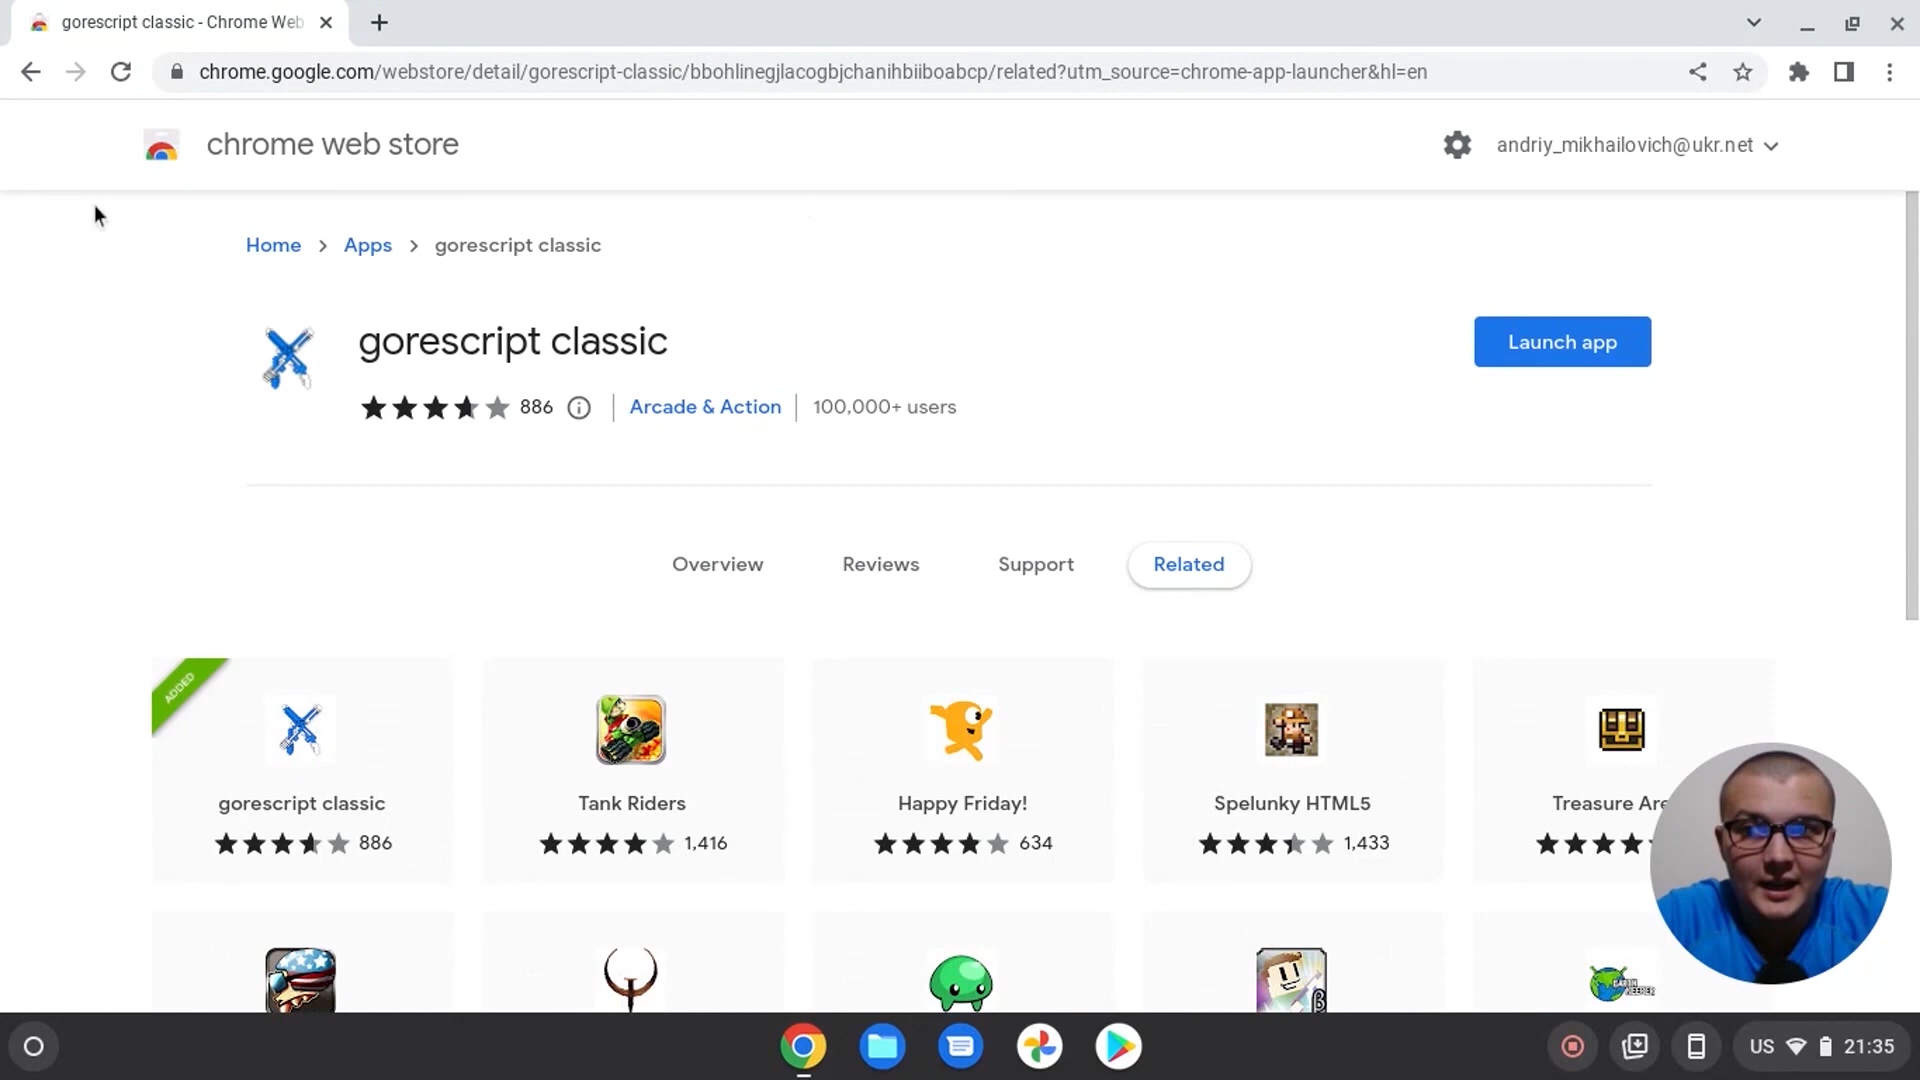 gorescript classic - Chrome Web
chrome.google.com/webstore/detail/gorescript-classic/bbohlinegjlacogbjchanihbiiboabcp/related?utm_source=chrome-app-launcher&hl=en
chrome web store
andriy_mikhailovich@ukr.net
Home > Apps > gorescript classic
gorescript classic
Launch app
886
Arcade & Action
100,000+ users
Overview
Reviews
Support
Related
ADDED
gorescript classic
Tank Riders
Happy Friday!
Spelunky HTML5
Treasure Are
886
1,416
634
1,433
β
US
21:35